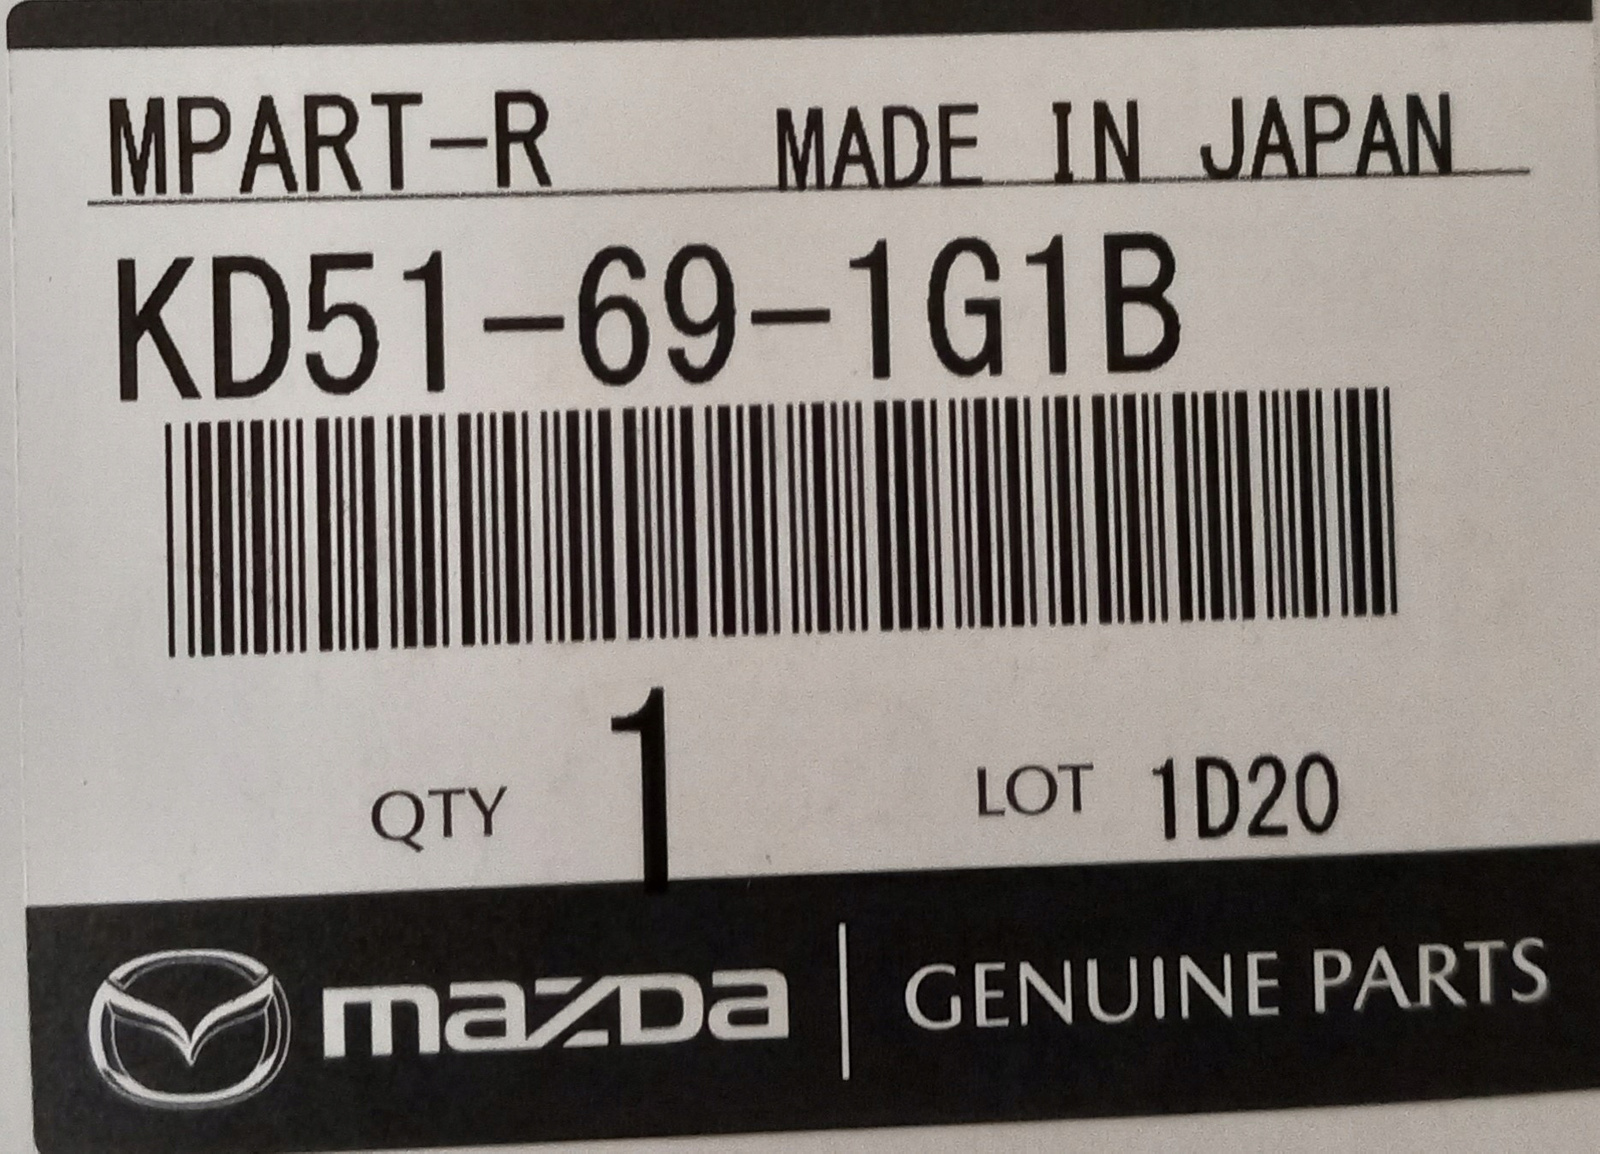 MPART-R MADE IN JAPAN
KD51-69-1G1B
QTY 1 LOT 1D20
mazda GENUINE PARTS